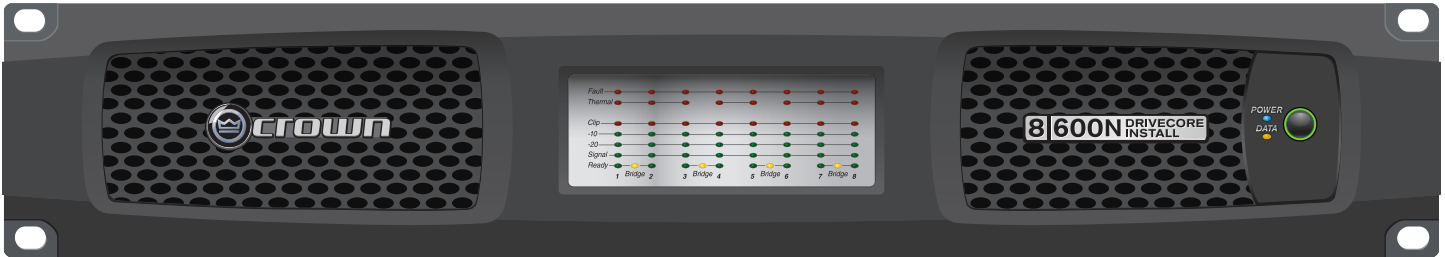 crown
Fault
Thermal
Clip
-10
-20
Signal
Ready
1 Bridge 2 3 Bridge 4 5 Bridge 6 7 Bridge 8
8|600N DRIVECORE INSTALL
POWER
DATA